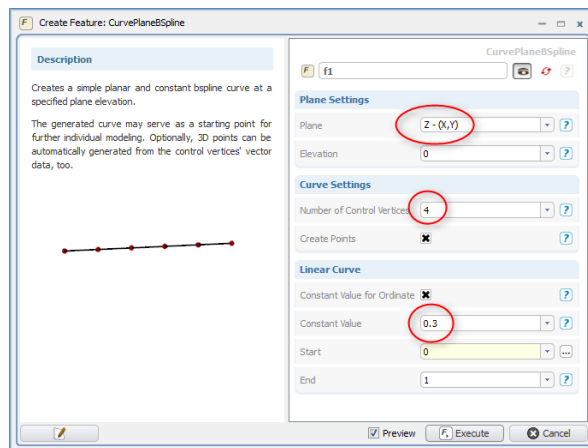 Create Feature: CurvePlaneBSpline
Description
Creates a simple planar and constant bspline curve at a
specified plane elevation.
The generated curve may serve as a starting point for
further individual modeling. Optionally, 3D points can be
automatically generated from the control vertices' vector
data, too.
CurvePlaneBSpline
F f1 ?
Plane Settings
Plane Z - (X,Y) ?
Elevation 0 ?
Curve Settings
Number of Control Vertices 4 ?
Create Points ?
Linear Curve
Constant Value for Ordinate ?
Constant Value 0.3 ?
Start 0 ...
End 1 ?
Preview Execute Cancel